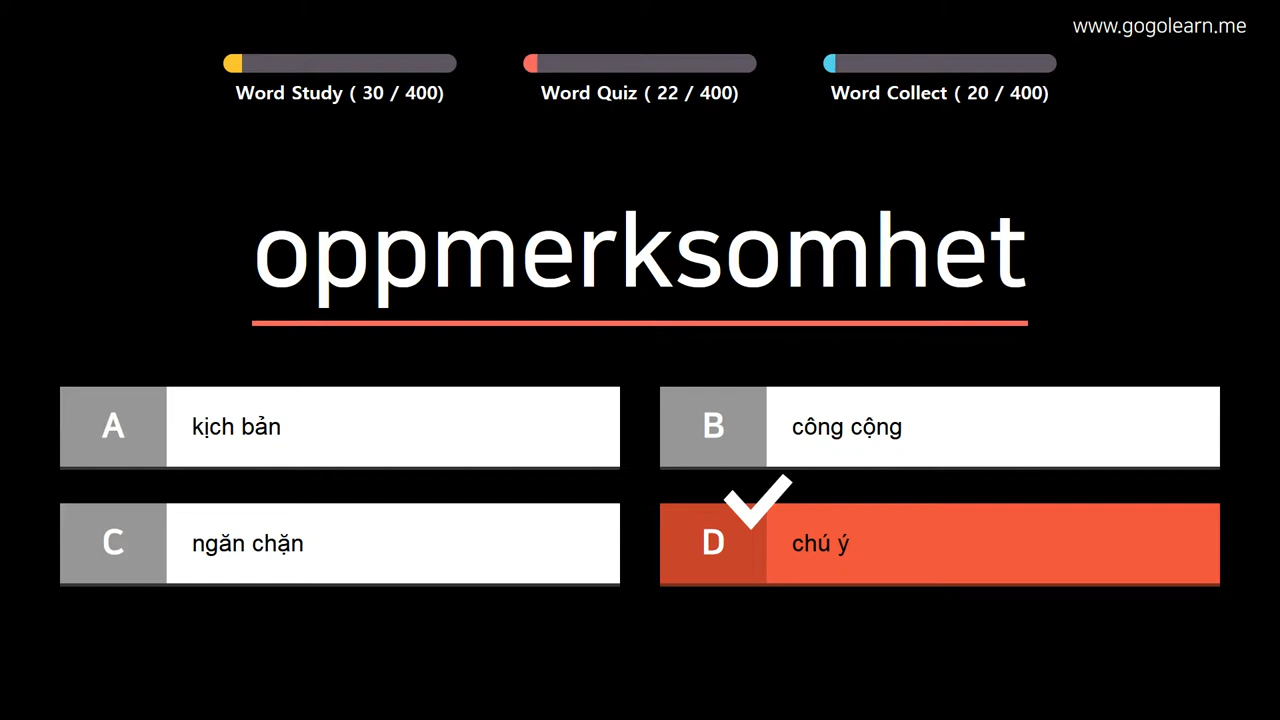 www.gogolearn.me
Word Study ( 30 / 400)
Word Quiz ( 22 / 400)
Word Collect ( 20 / 400)
oppmerksomhet
A kịch bản
B công cộng
C ngăn chặn
D chú ý